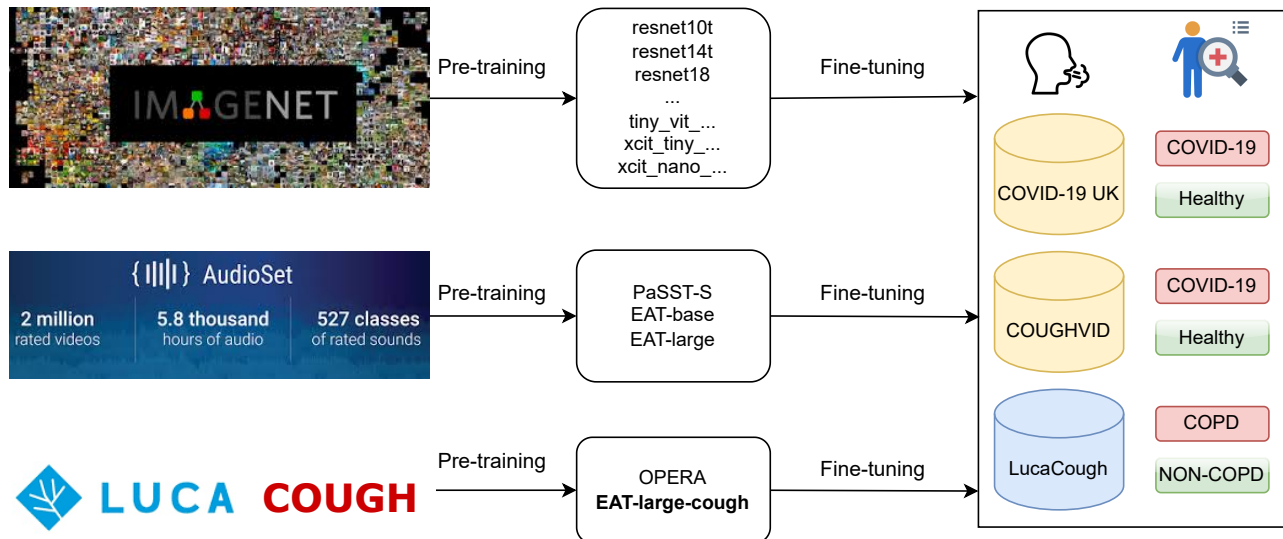 IMAGENET
Pre-training
resnet10t
resnet14t
resnet18
...
tiny_vit_...
xcit_tiny_...
xcit_nano_...
Fine-tuning
{ } AudioSet
2 million
rated videos
5.8 thousand
hours of audio
527 classes
of rated sounds
Pre-training
PaSST-S
EAT-base
EAT-large
Fine-tuning
LUCA COUGH
Pre-training
OPERA
EAT-large-cough
Fine-tuning
COVID-19 UK
COVID-19
Healthy
COUGHVID
COVID-19
Healthy
LucaCough
COPD
NON-COPD